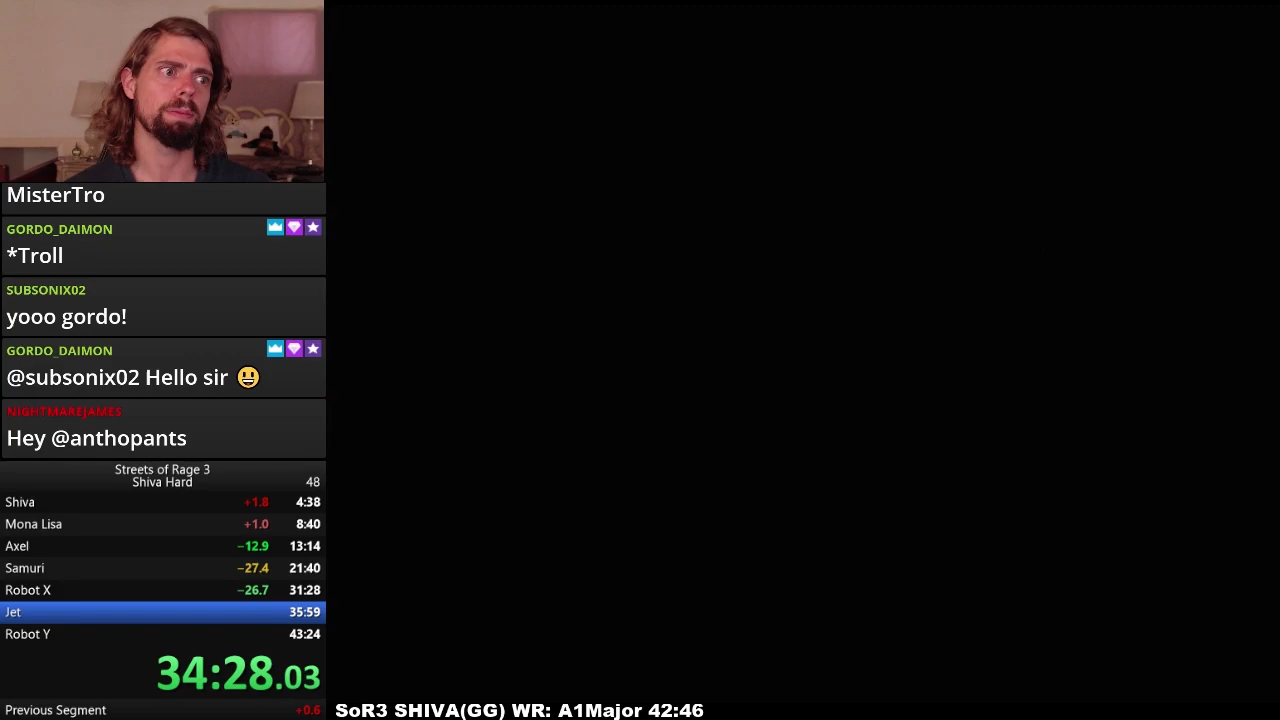 MisterTro
GORDO_DAIMON
*Troll
SUBSONIX02
yooo gordo!
GORDO_DAIMON
@subsonix02 Hello sir 😃
NIGHTMAREJAMES
Hey @anthopants
Streets of Rage 3
Shiva Hard 48
Shiva +1.8 4:38
Mona Lisa +1.0 8:40
Axel −12.9 13:14
Samuri −27.4 21:40
Robot X −26.7 31:28
Jet 35:59
Robot Y 43:24
34:28.03
Previous Segment +0.6
SoR3 SHIVA(GG) WR: A1Major 42:46